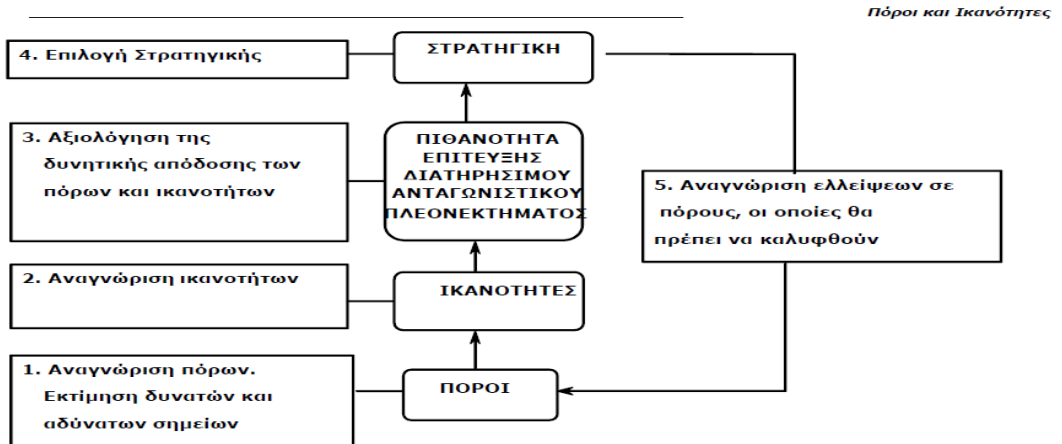 Πόροι και Ικανότητες
4. Επιλογή Στρατηγικής
ΣΤΡΑΤΗΓΙΚΗ
3. Αξιολόγηση της
δυνητικής απόδοσης των
πόρων και ικανοτήτων
ΠΙΘΑΝΟΤΗΤΑ
ΕΠΙΤΕΥΞΗΣ
ΔΙΑΤΗΡΗΣΙΜΟΥ
ΑΝΤΑΓΩΝΙΣΤΙΚΟΥ
ΠΛΕΟΝΕΚΤΗΜΑΤΟΣ
5. Αναγνώριση ελλείψεων σε
πόρους, οι οποίες θα
πρέπει να καλυφθούν
2. Αναγνώριση ικανοτήτων
ΙΚΑΝΟΤΗΤΕΣ
1. Αναγνώριση πόρων.
Εκτίμηση δυνατών και
αδύνατων σημείων
ΠΟΡΟΙ